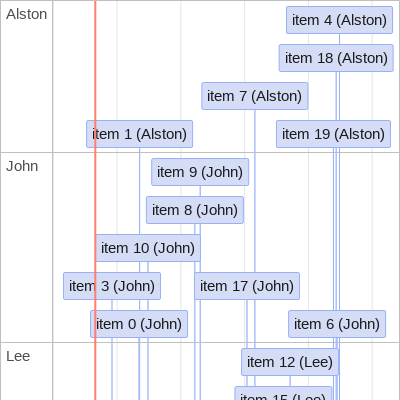 Alston
item 4 (Alston)
item 18 (Alston)
item 7 (Alston)
item 1 (Alston)
item 19 (Alston)
John
item 9 (John)
item 8 (John)
item 10 (John)
item 3 (John)
item 17 (John)
item 0 (John)
item 6 (John)
Lee
item 12 (Lee)
item 15 (Lee)